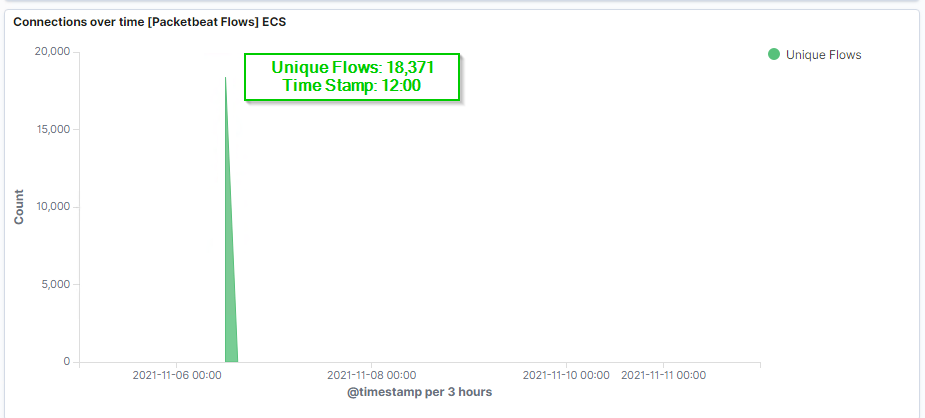 Connections over time [Packetbeat Flows] ECS
20,000
Unique Flows: 18,371
Time Stamp: 12:00
Unique Flows
15,000
10,000
5,000
0
Count
2021-11-06 00:00
2021-11-08 00:00
2021-11-10 00:00
2021-11-11 00:00
@timestamp per 3 hours